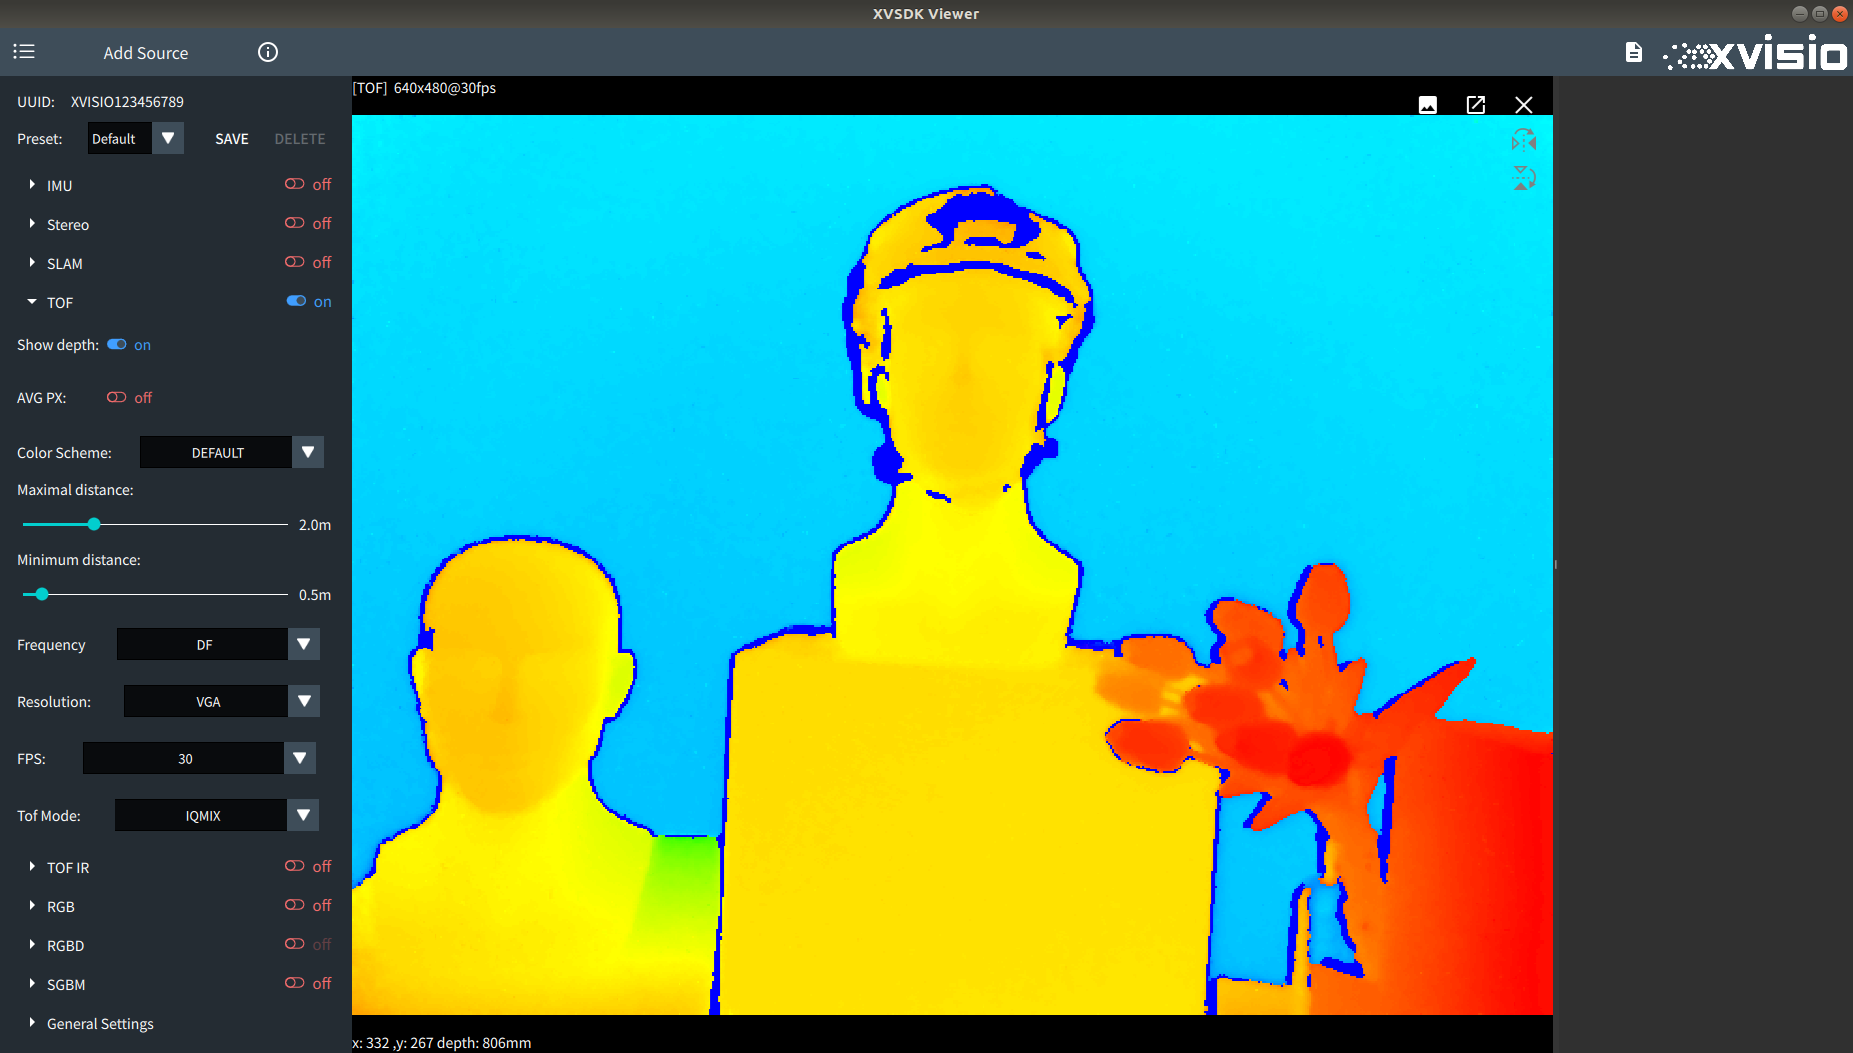 XVSDK Viewer
Add Source
xvisio
UUID: XVISIO123456789
[TOF] 640x480@30fps
Preset: Default SAVE DELETE
IMU off
Stereo off
SLAM off
TOF on
Show depth: on
AVG PX: off
Color Scheme: DEFAULT
Maximal distance:
2.0m
Minimum distance:
0.5m
Frequency DF
Resolution: VGA
FPS: 30
Tof Mode: IQMIX
TOF IR off
RGB off
RGBD off
SGBM off
General Settings
x: 332 ,y: 267 depth: 806mm